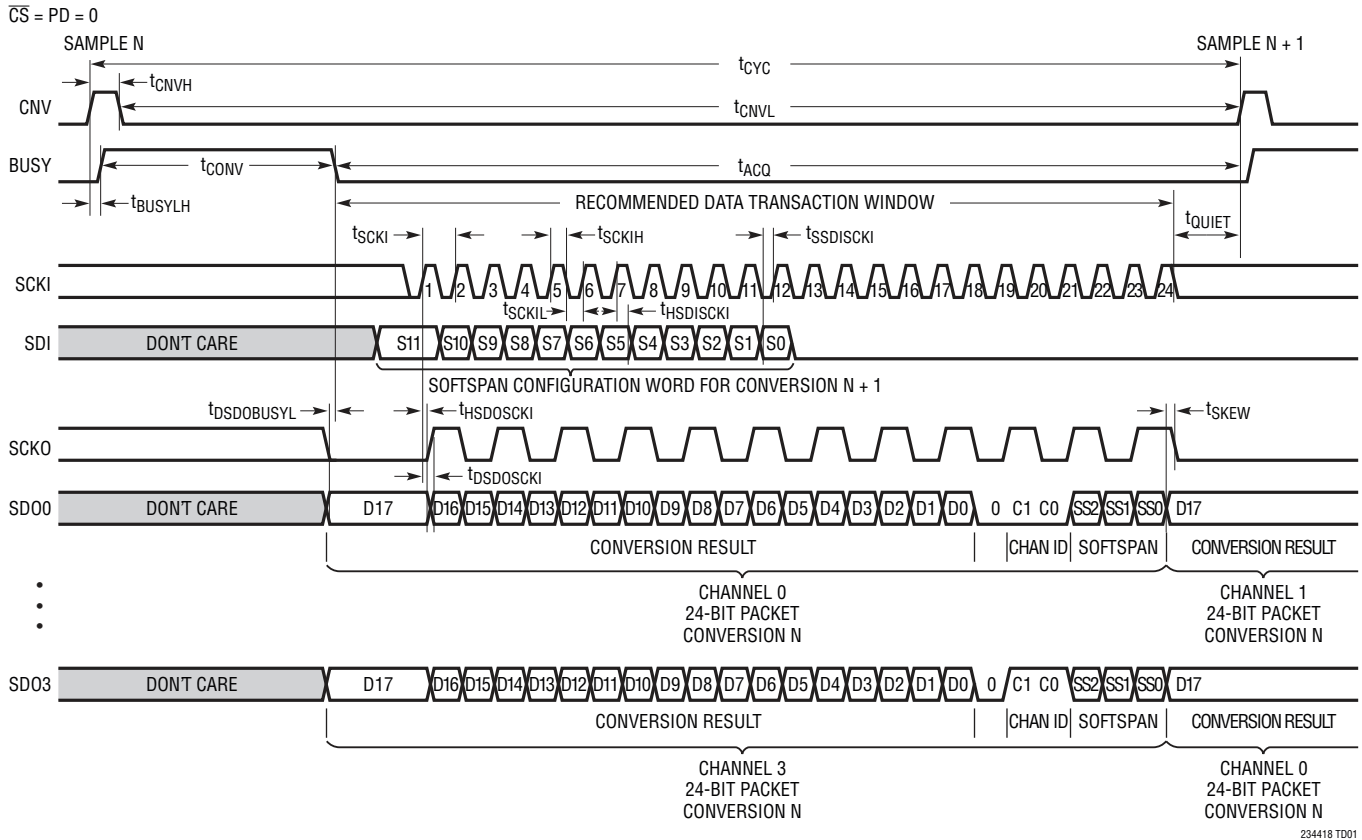 CS = PD = 0
SAMPLE N SAMPLE N + 1
tCYC
tCNVH
CNV tCNVL
BUSY tCONV tACQ
tBUSYLH
RECOMMENDED DATA TRANSACTION WINDOW
tQUIET
tSCKI tSCKIH tSSDISCKI
SCKI 1 2 3 4 5 6 7 8 9 10 11 12 13 14 15 16 17 18 19 20 21 22 23 24
tSCKIL tHSDISCKI
SDI DON'T CARE S11 S10 S9 S8 S7 S6 S5 S4 S3 S2 S1 S0
SOFTSPAN CONFIGURATION WORD FOR CONVERSION N + 1
tDSDOBUSYL tHSDOSCKI tSKEW
SCKO
tDSDOSCKI
SDO0 DON'T CARE D17 D16 D15 D14 D13 D12 D11 D10 D9 D8 D7 D6 D5 D4 D3 D2 D1 D0 0 C1 C0 SS2 SS1 SS0 D17
CONVERSION RESULT CHAN ID SOFTSPAN CONVERSION RESULT
CHANNEL 0 CHANNEL 1
24-BIT PACKET 24-BIT PACKET
CONVERSION N CONVERSION N
SDO3 DON'T CARE D17 D16 D15 D14 D13 D12 D11 D10 D9 D8 D7 D6 D5 D4 D3 D2 D1 D0 0 C1 C0 SS2 SS1 SS0 D17
CONVERSION RESULT CHAN ID SOFTSPAN CONVERSION RESULT
CHANNEL 3 CHANNEL 0
24-BIT PACKET 24-BIT PACKET
CONVERSION N CONVERSION N
234418 TD01